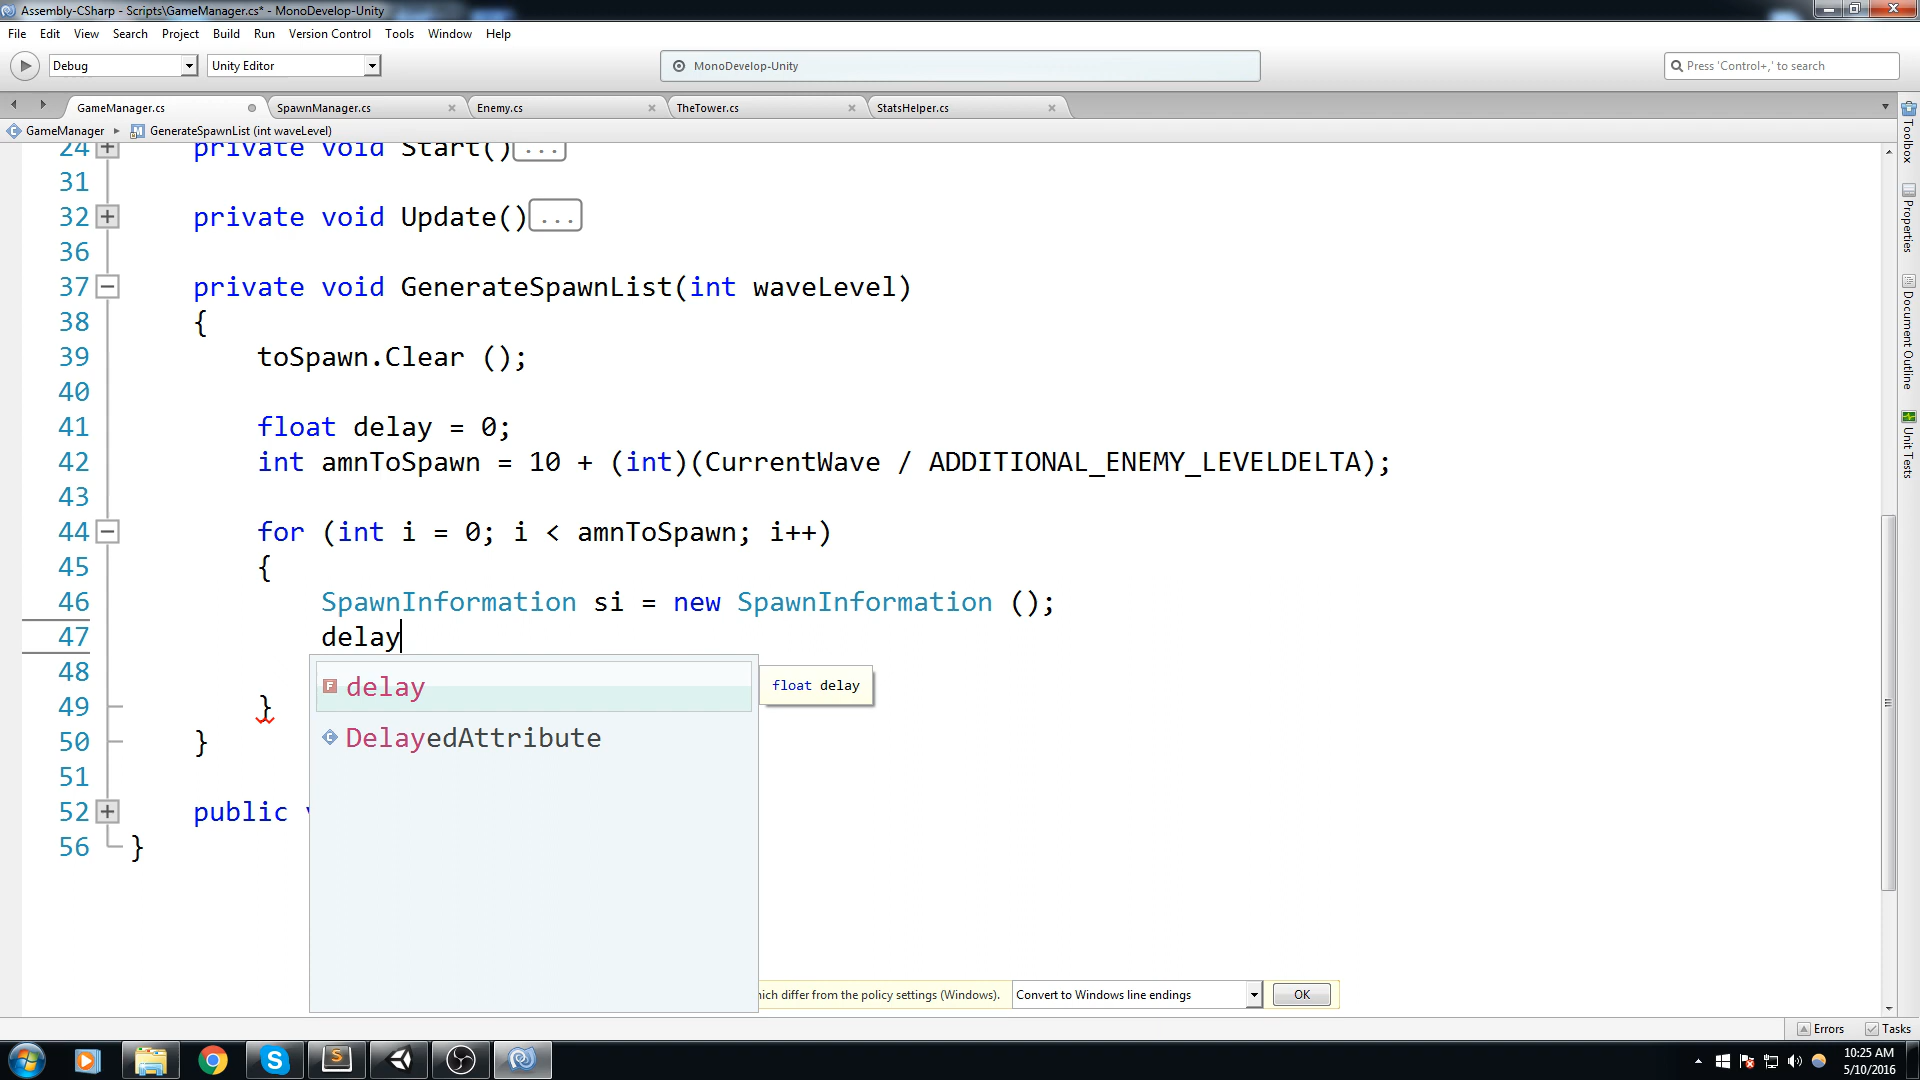 Assembly-CSharp - Scripts\GameManager.cs* - MonoDevelop-Unity
File Edit View Search Project Build Run Version Control Tools Window Help
Debug Unity Editor MonoDevelop-Unity Press 'Control+,' to search
GameManager.cs SpawnManager.cs Enemy.cs TheTower.cs StatsHelper.cs
GameManager GenerateSpawnList (int waveLevel)
24 private void Start()...
31
32 private void Update()...
36
37 private void GenerateSpawnList(int waveLevel)
38 {
39 toSpawn.Clear ();
40
41 float delay = 0;
42 int amnToSpawn = 10 + (int)(CurrentWave / ADDITIONAL_ENEMY_LEVELDELTA);
43
44 for (int i = 0; i < amnToSpawn; i++)
45 {
46 SpawnInformation si = new SpawnInformation ();
47 delay
48
delay
float delay
49 }
DelayedAttribute
50 }
51
52 public
56 }
differ from the policy settings (Windows). Convert to Windows line endings OK
Toolbox
Properties
Document Outline
Unit Tests
Errors Tasks
10:25 AM
5/10/2016